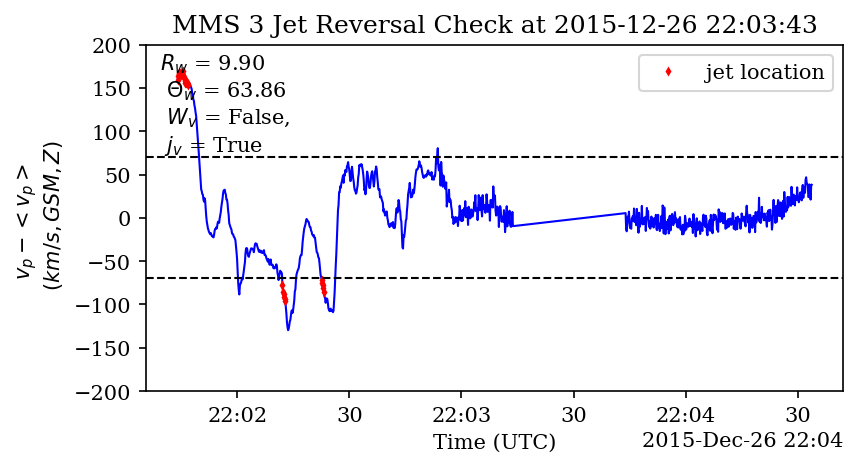 MMS 3 Jet Reversal Check at 2015-12-26 22:03:43
R_w = 9.90
Θ_w = 63.86
W_v = False,
j_v = True
jet location
v_p − < v_p >
(km/s, GSM, Z)
200
150
100
50
0
−50
−100
−150
−200
22:02
30
22:03
30
22:04
30
Time (UTC)
2015-Dec-26 22:04